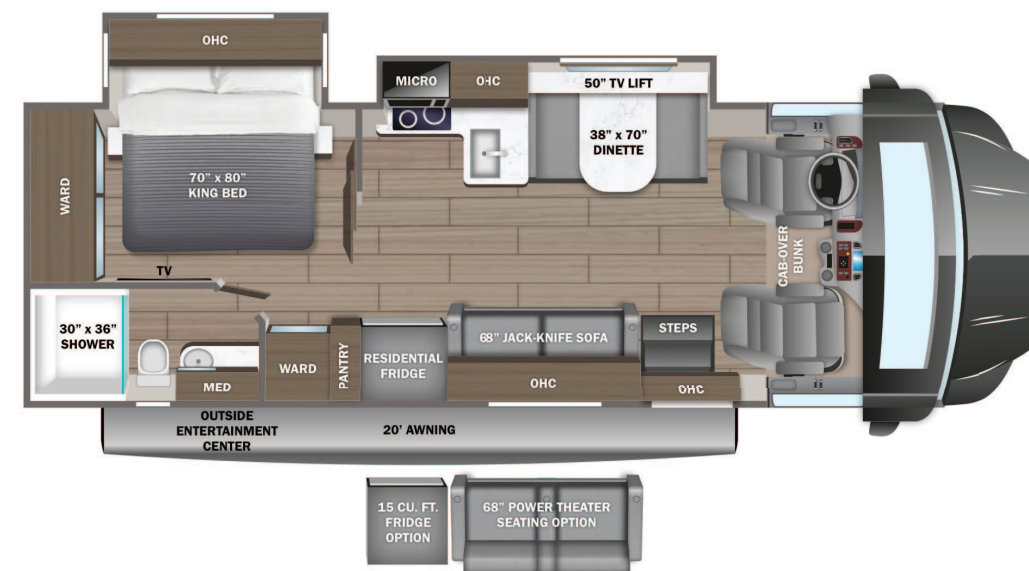 OHC
MICRO
OHC
50” TV LIFT
38” x 70”
DINETTE
WARD
70” x 80”
KING BED
CAB-OVER
BUNK
TV
30” x 36”
SHOWER
MED
WARD
PANTRY
RESIDENTIAL
FRIDGE
68” JACK-KNIFE SOFA
OHC
STEPS
OHC
OUTSIDE
ENTERTAINMENT
CENTER
20’ AWNING
15 CU. FT.
FRIDGE
OPTION
68” POWER THEATER
SEATING OPTION